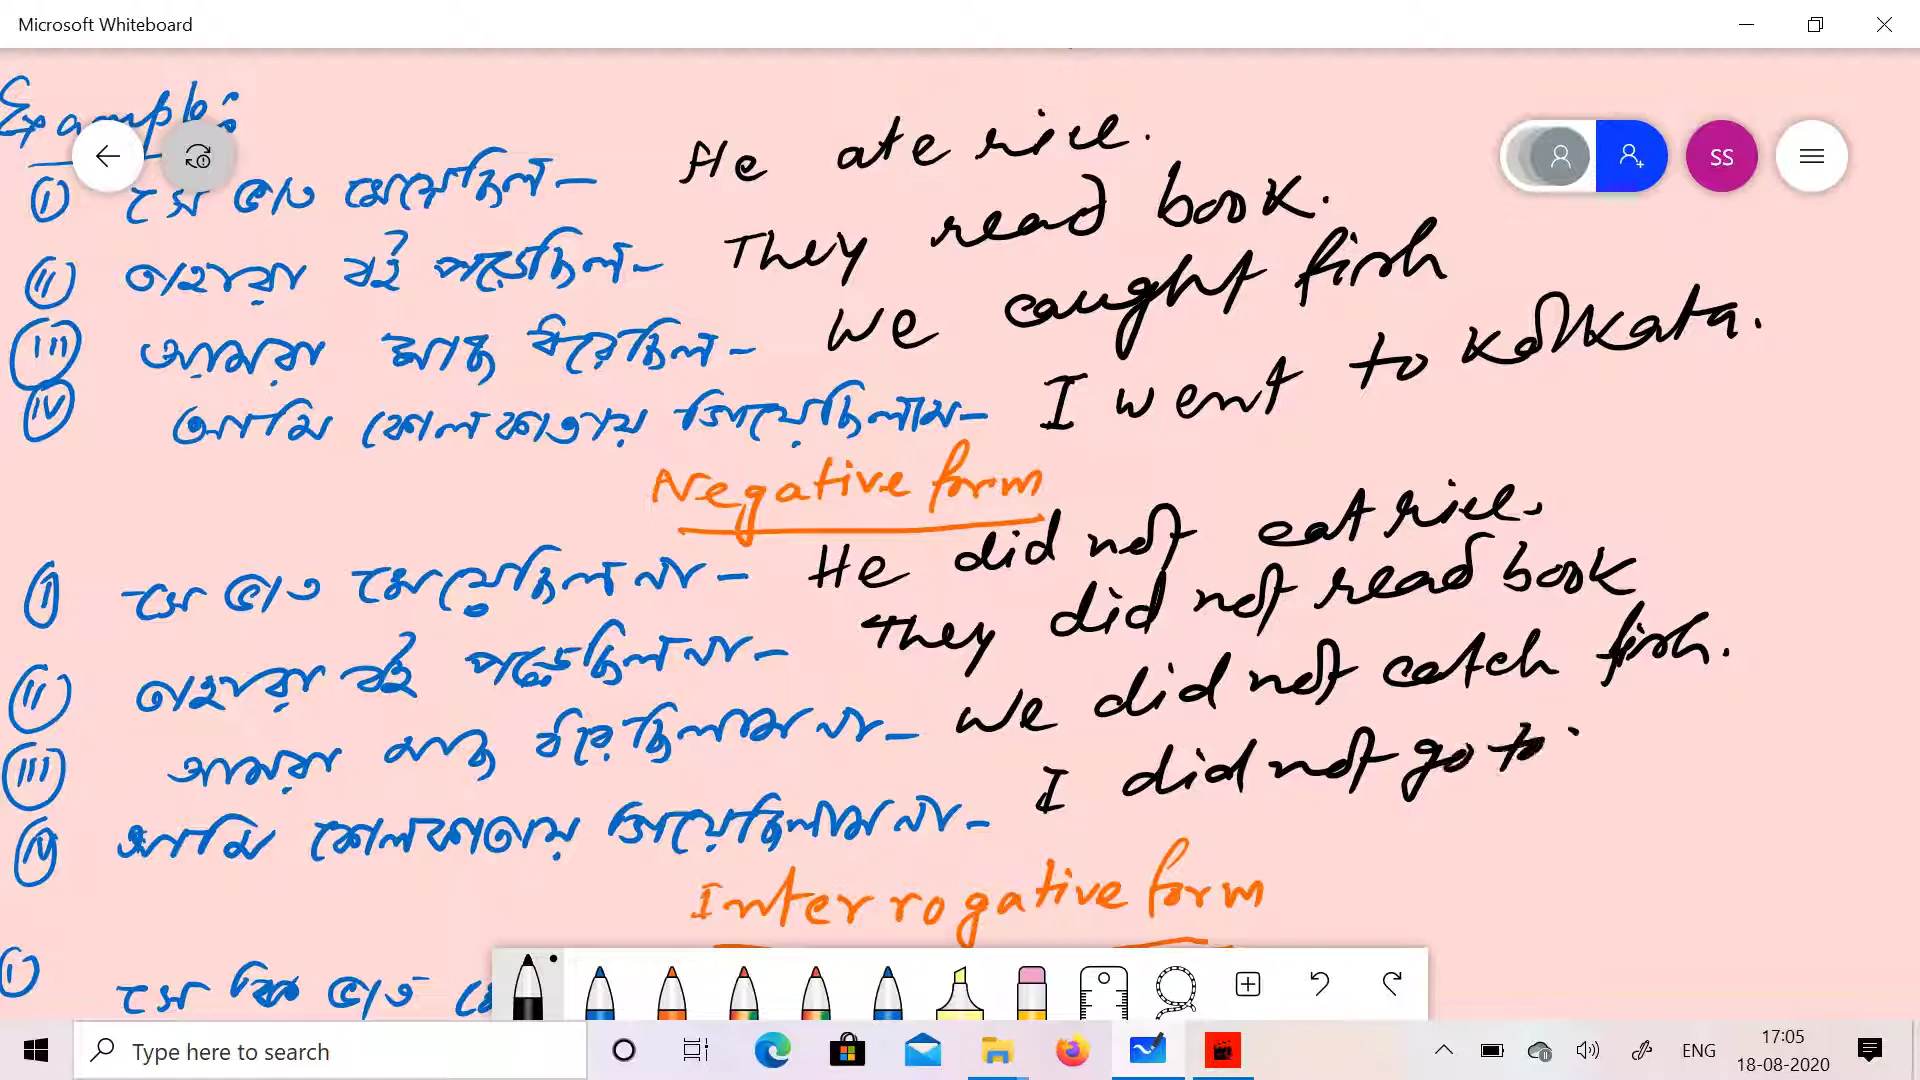 Microsoft Whiteboard
Example:
SS
(i) সে ভাত খেয়েছিল – He ate rice.
(ii) তাহারা বই পড়েছিল – They read book.
(iii) আমরা মাছ ধরেছিল – We caught fish
(iv) আমি কোলকাতায় গিয়েছিলাম – I went to Kolkata.
Negative form
(i) সে ভাত খেয়েছিল না – He did not eat rice.
(ii) তাহারা বই পড়েছিল না – They did not read book
(iii) আমরা মাছ ধরেছিলাম না – We did not catch fish.
(iv) আমি কোলকাতায় গিয়েছিলাম না – I did not go to
Interrogative form
(i) সে কি ভাত
Type here to search
ENG
17:05
18-08-2020